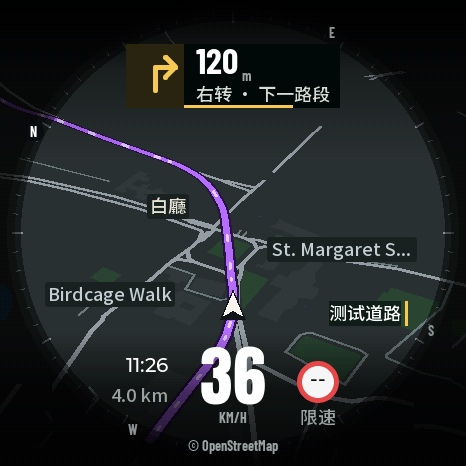 E
120 m
右转 · 下一路段
N
白廳
St. Margaret S...
Birdcage Walk
测试道路
S
11:26
36
--
4.0 km
KM/H
限速
W
© OpenStreetMap